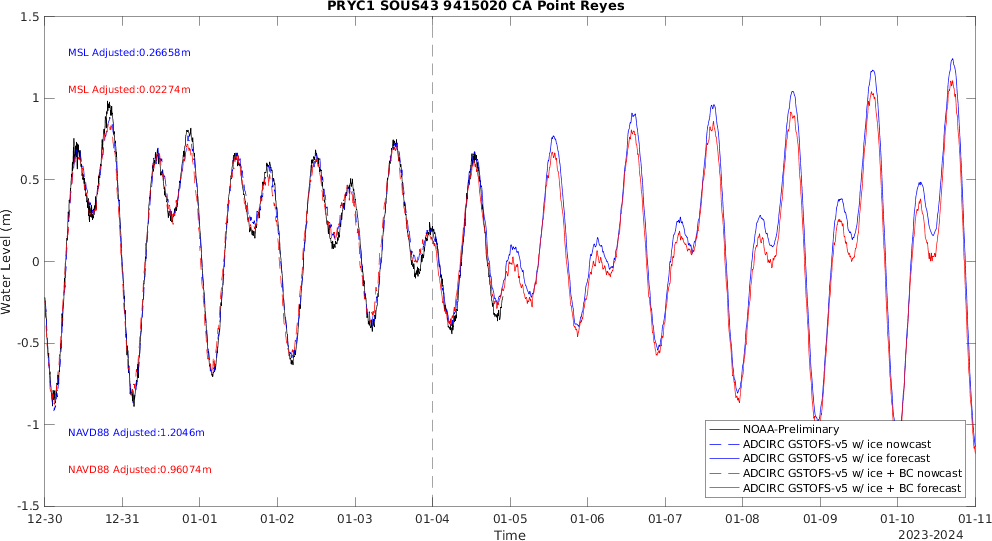 PRYC1 SOUS43 9415020 CA Point Reyes
1.5
MSL Adjusted:0.26658m
1
MSL Adjusted:0.02274m
0.5
Water Level (m)
0
-0.5
-1
NAVD88 Adjusted:1.2046m
NAVD88 Adjusted:0.96074m
-1.5
NOAA-Preliminary
ADCIRC GSTOFS-v5 w/ ice nowcast
ADCIRC GSTOFS-v5 w/ ice forecast
ADCIRC GSTOFS-v5 w/ ice + BC nowcast
ADCIRC GSTOFS-v5 w/ ice + BC forecast
12-30 12-31 01-01 01-02 01-03 01-04 01-05 01-06 01-07 01-08 01-09 01-10 01-11
Time
2023-2024